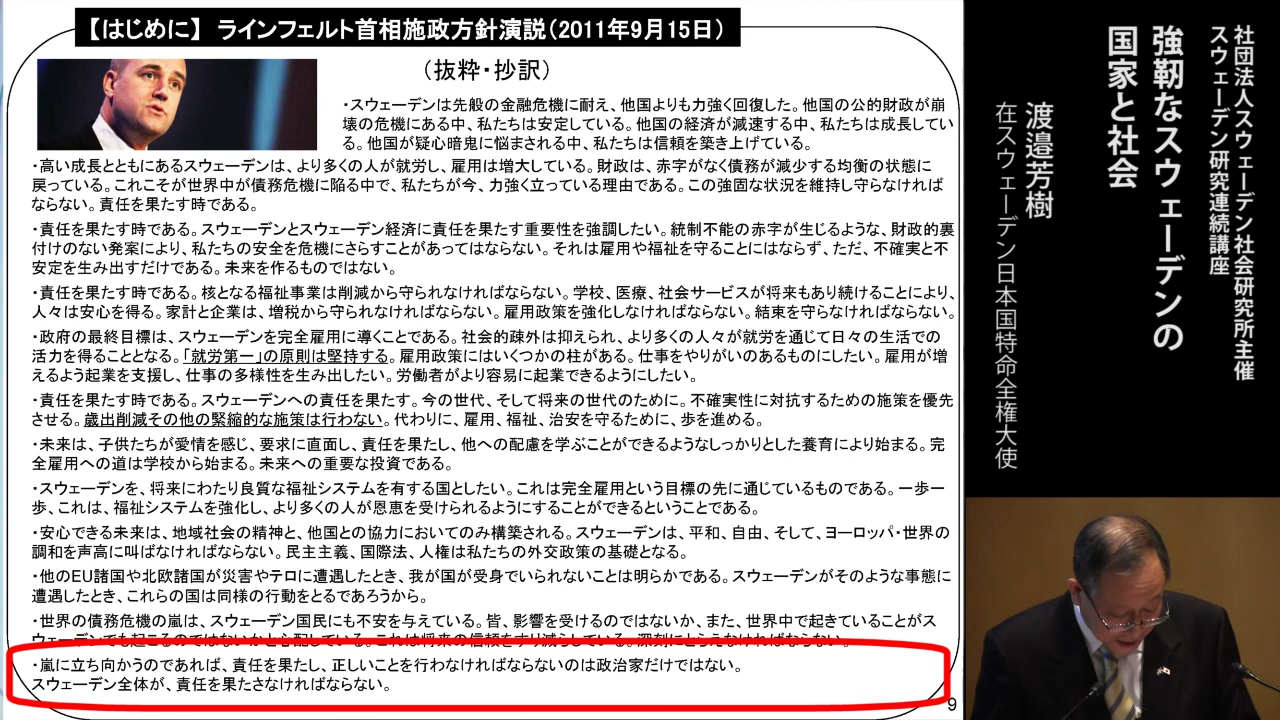 【はじめに】 ラインフェルト首相施政方針演説(2011年9月15日)
(抜粋・抄訳)
・スウェーデンは先般の金融危機に耐え、他国よりも力強く回復した。他国の公的財政が崩
壊の危機にある中、私たちは安定している。他国の経済が減速する中、私たちは成長してい
る。他国が疑心暗鬼に悩まされる中、私たちは信頼を築き上げている。
・高い成長とともにあるスウェーデンは、より多くの人が就労し、雇用は増大している。財政は、赤字がなく債務が減少する均衡の状態に
戻っている。これこそが世界中が債務危機に陥る中で、私たちが今、力強く立っている理由である。この強固な状況を維持し守らなければ
ならない。責任を果たす時である。
・責任を果たす時である。スウェーデンとスウェーデン経済に責任を果たす重要性を強調したい。統制不能の赤字が生じるような、財政的裏
付けのない発案により、私たちの安全を危機にさらすことがあってはならない。それは雇用や福祉を守ることにはならず、ただ、不確実と不
安定を生み出すだけである。未来を作るものではない。
・責任を果たす時である。核となる福祉事業は削減から守られなければならない。学校、医療、社会サービスが将来もあり続けることにより、
人々は安心を得る。家計と企業は、増税から守られなければならない。雇用政策を強化しなければならない。結束を守らなければならない。
・政府の最終目標は、スウェーデンを完全雇用に導くことである。社会的疎外は抑えられ、より多くの人々が就労を通じて日々の生活での
活力を得ることとなる。「就労第一」の原則は堅持する。雇用政策にはいくつかの柱がある。仕事をやりがいのあるものにしたい。雇用が増
えるよう起業を支援し、仕事の多様性を生み出したい。労働者がより容易に起業できるようにしたい。
・責任を果たす時である。スウェーデンへの責任を果たす。今の世代、そして将来の世代のために。不確実性に対抗するための施策を優先
させる。歳出削減その他の緊縮的な施策は行わない。代わりに、雇用、福祉、治安を守るために、歩を進める。
・未来は、子供たちが愛情を感じ、要求に直面し、責任を果たし、他への配慮を学ぶことができるようなしっかりとした養育により始まる。完
全雇用への道は学校から始まる。未来への重要な投資である。
・スウェーデンを、将来にわたり良質な福祉システムを有する国としたい。これは完全雇用という目標の先に通じているものである。一歩一
歩、これは、福祉システムを強化し、より多くの人が恩恵を受けられるようにすることができるということである。
・安心できる未来は、地域社会の精神と、他国との協力においてのみ構築される。スウェーデンは、平和、自由、そして、ヨーロッパ・世界の
調和を声高に叫ばなければならない。民主主義、国際法、人権は私たちの外交政策の基礎となる。
・他のEU諸国や北欧諸国が災害やテロに遭遇したとき、我が国が受身でいられないことは明らかである。スウェーデンがそのような事態に
遭遇したとき、これらの国は同様の行動をとるであろうから。
・世界の債務危機の嵐は、スウェーデン国民にも不安を与えている。皆、影響を受けるのではないか、また、世界中で起きていることがス
ウェーデンでも起こるのではないかと心配している。これは将来の信頼をすり減らしている。深刻にとらえなければならない。
・嵐に立ち向かうのであれば、責任を果たし、正しいことを行わなければならないのは政治家だけではない。
スウェーデン全体が、責任を果たさなければならない。
9
社団法人スウェーデン社会研究所主催
スウェーデン研究連続講座
強靭なスウェーデンの
国家と社会
渡邉芳樹
在スウェーデン日本国特命全権大使